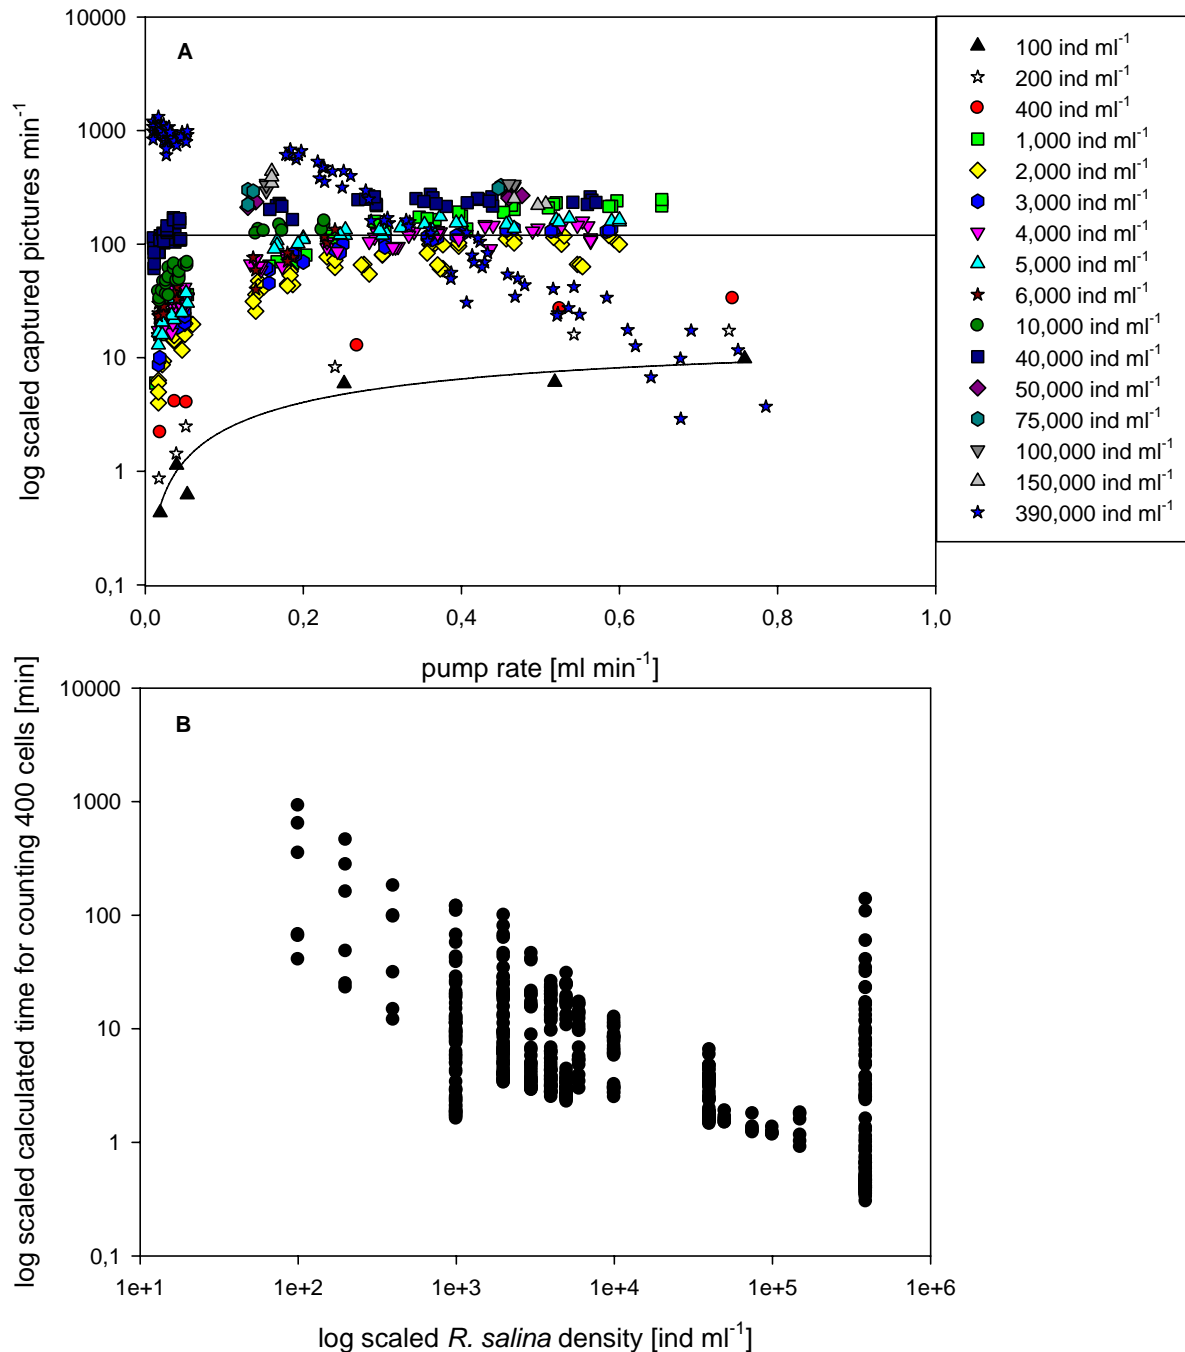 10000
1000
100
10
1
0,1
A
log scaled captured pictures min⁻¹
0,0 0,2 0,4 0,6 0,8 1,0
pump rate [ml min⁻¹]
100 ind ml⁻¹
200 ind ml⁻¹
400 ind ml⁻¹
1,000 ind ml⁻¹
2,000 ind ml⁻¹
3,000 ind ml⁻¹
4,000 ind ml⁻¹
5,000 ind ml⁻¹
6,000 ind ml⁻¹
10,000 ind ml⁻¹
40,000 ind ml⁻¹
50,000 ind ml⁻¹
75,000 ind ml⁻¹
100,000 ind ml⁻¹
150,000 ind ml⁻¹
390,000 ind ml⁻¹
10000
1000
100
10
1
0,1
B
log scaled calculated time for counting 400 cells [min]
1e+1 1e+2 1e+3 1e+4 1e+5 1e+6
log scaled R. salina density [ind ml⁻¹]